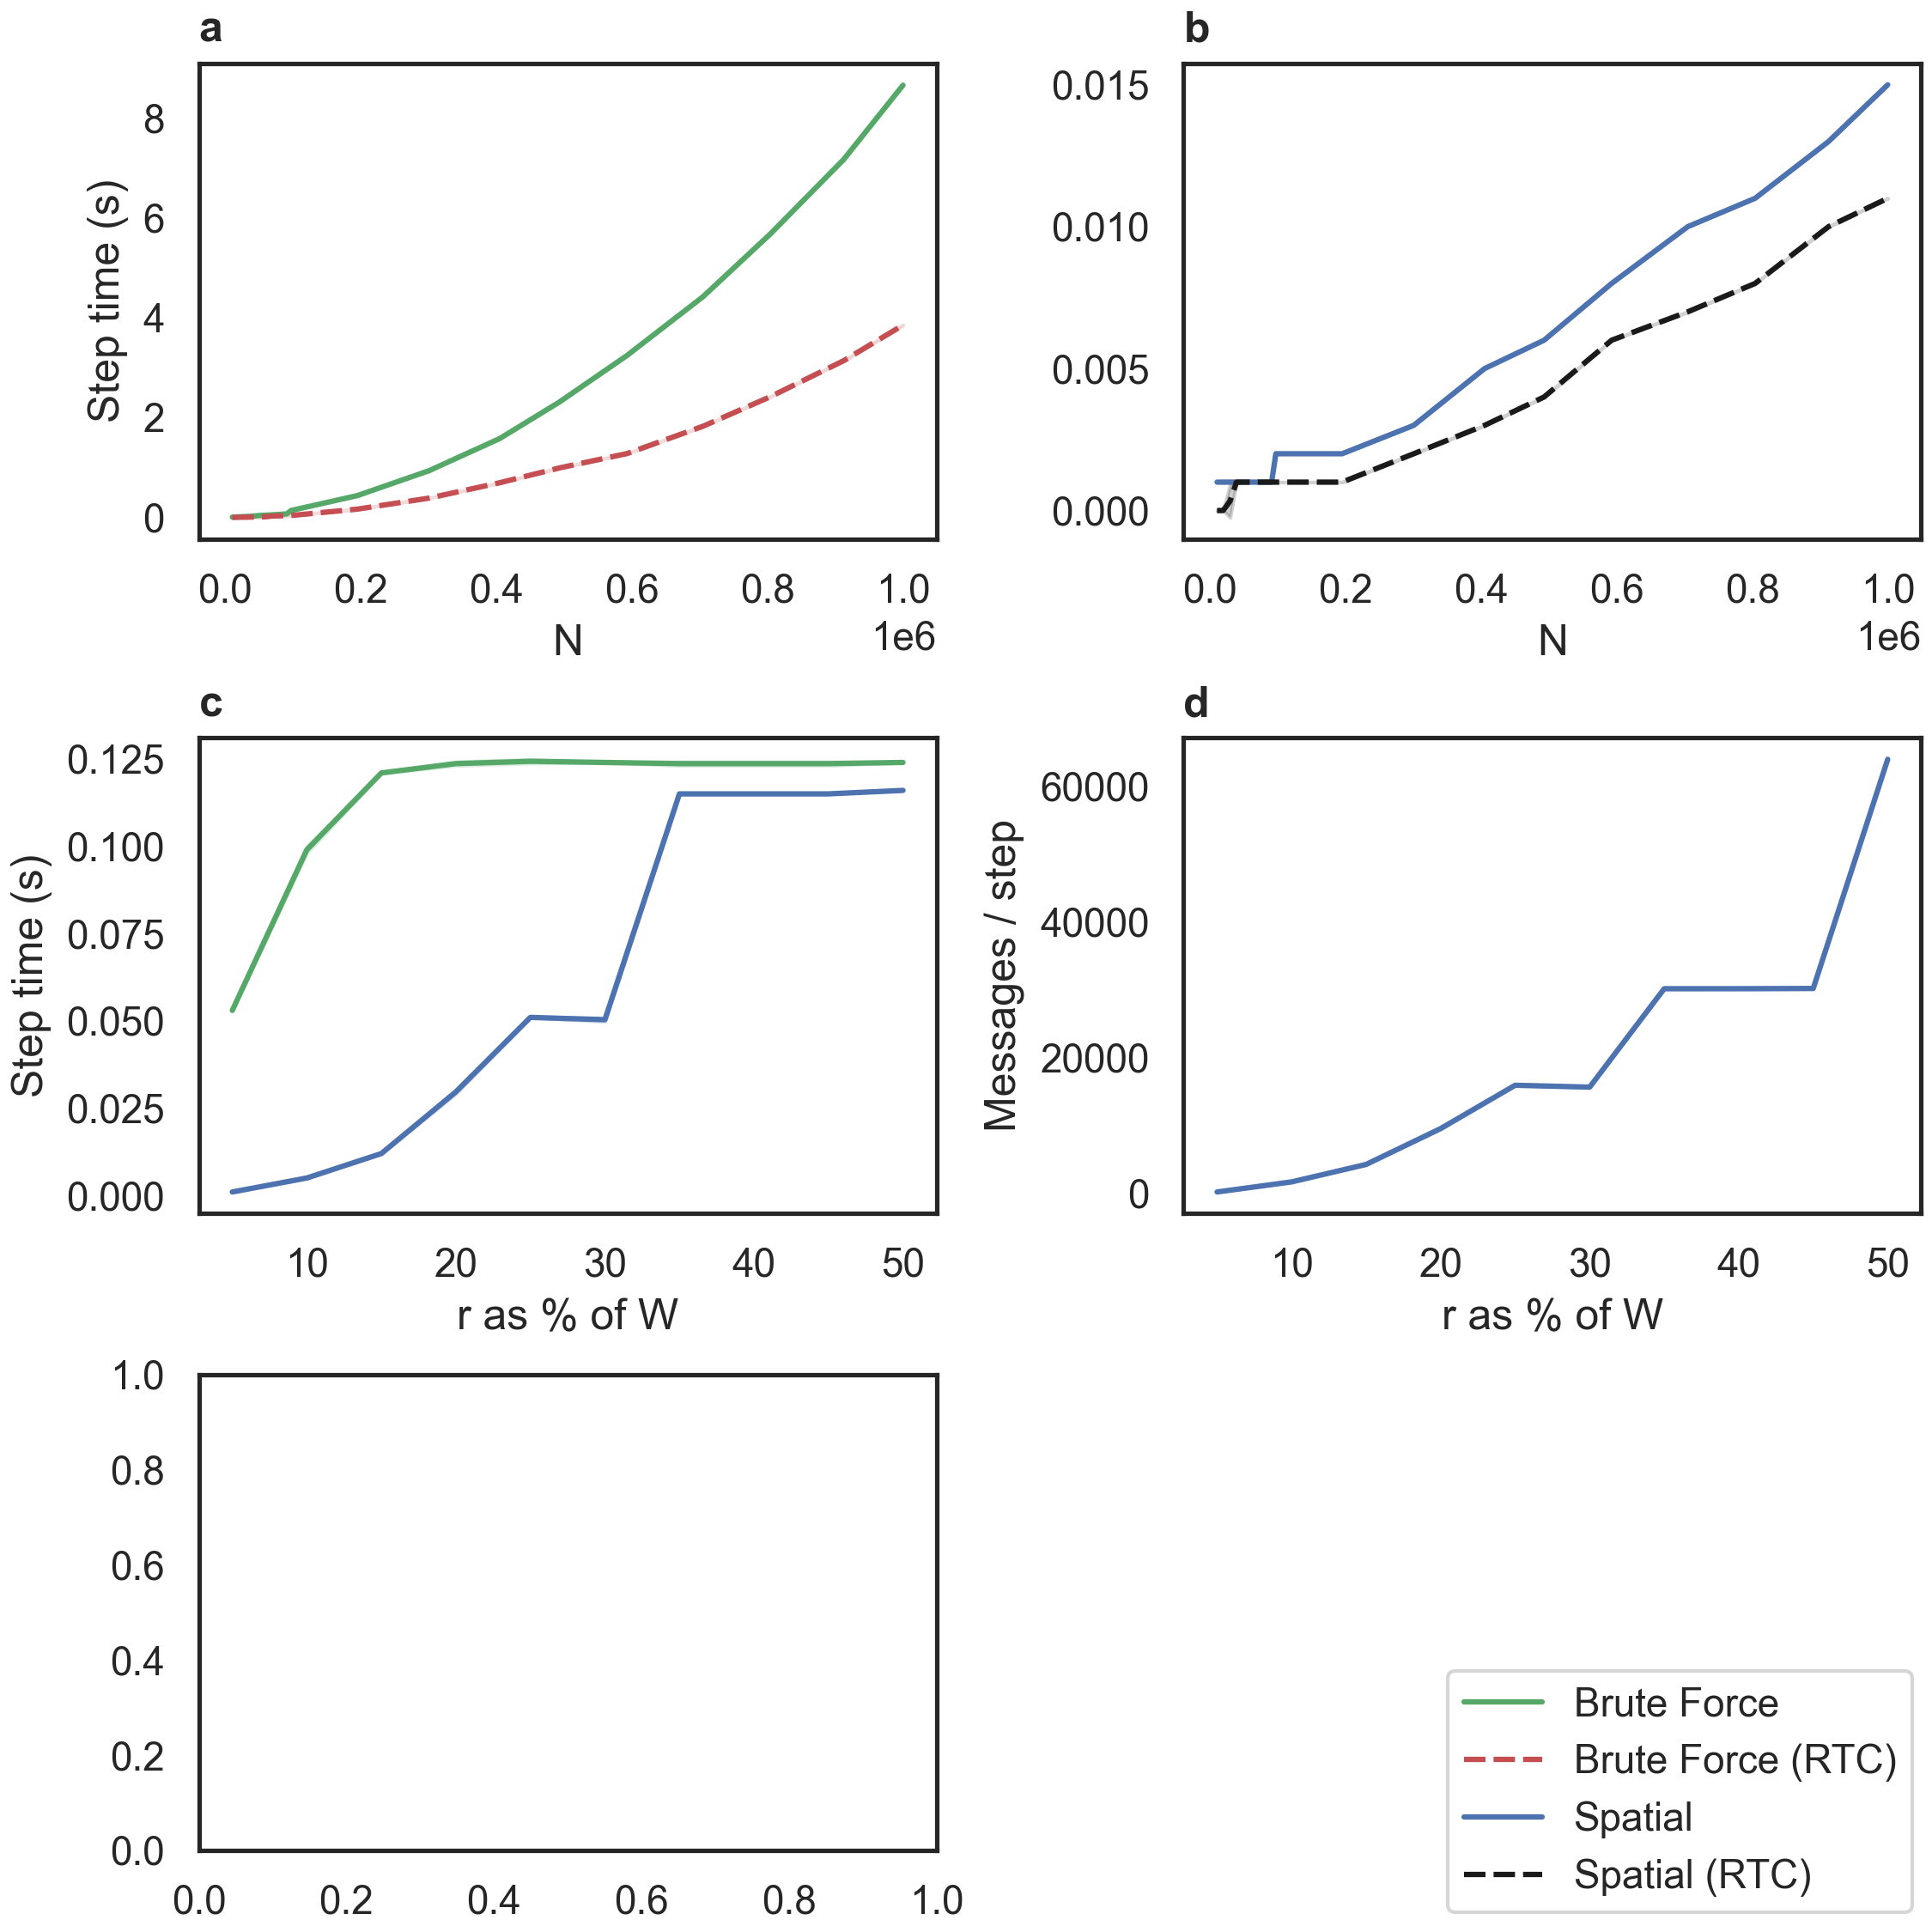 a
8
6
4
2
0
Step time (s)
0.0 0.2 0.4 0.6 0.8 1.0
1e6
N
b
0.015
0.010
0.005
0.000
0.0 0.2 0.4 0.6 0.8 1.0
1e6
N
c
0.125
0.100
0.075
0.050
0.025
0.000
Step time (s)
10 20 30 40 50
r as % of W
d
60000
40000
20000
0
Messages / step
10 20 30 40 50
r as % of W
1.0
0.8
0.6
0.4
0.2
0.0
0.0 0.2 0.4 0.6 0.8 1.0
Brute Force
Brute Force (RTC)
Spatial
Spatial (RTC)